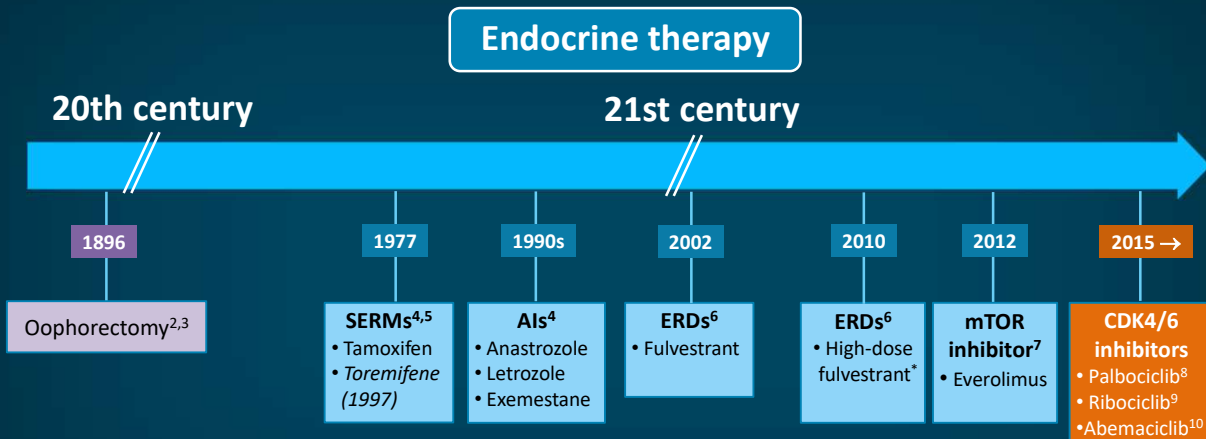 Endocrine therapy
20th century
21st century
1896
1977
1990s
2002
2010
2012
2015 →
Oophorectomy2,3
SERMs4,5
• Tamoxifen
• Toremifene
(1997)
AIs4
• Anastrozole
• Letrozole
• Exemestane
ERDs6
• Fulvestrant
ERDs6
• High-dose
fulvestrant*
mTOR
inhibitor7
• Everolimus
CDK4/6
inhibitors
• Palbociclib8
• Ribociclib9
•Abemaciclib10